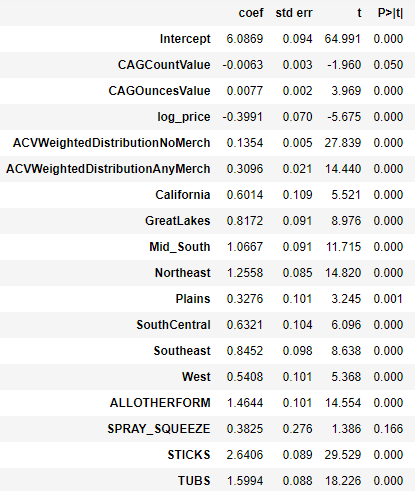 coef std err t P>|t|
Intercept 6.0869 0.094 64.991 0.000
CAGCountValue -0.0063 0.003 -1.960 0.050
CAGOuncesValue 0.0077 0.002 3.969 0.000
log_price -0.3991 0.070 -5.675 0.000
ACVWeightedDistributionNoMerch 0.1354 0.005 27.839 0.000
ACVWeightedDistributionAnyMerch 0.3096 0.021 14.440 0.000
California 0.6014 0.109 5.521 0.000
GreatLakes 0.8172 0.091 8.976 0.000
Mid_South 1.0667 0.091 11.715 0.000
Northeast 1.2558 0.085 14.820 0.000
Plains 0.3276 0.101 3.245 0.001
SouthCentral 0.6321 0.104 6.096 0.000
Southeast 0.8452 0.098 8.638 0.000
West 0.5408 0.101 5.368 0.000
ALLOTHERFORM 1.4644 0.101 14.554 0.000
SPRAY_SQUEEZE 0.3825 0.276 1.386 0.166
STICKS 2.6406 0.089 29.529 0.000
TUBS 1.5994 0.088 18.226 0.000